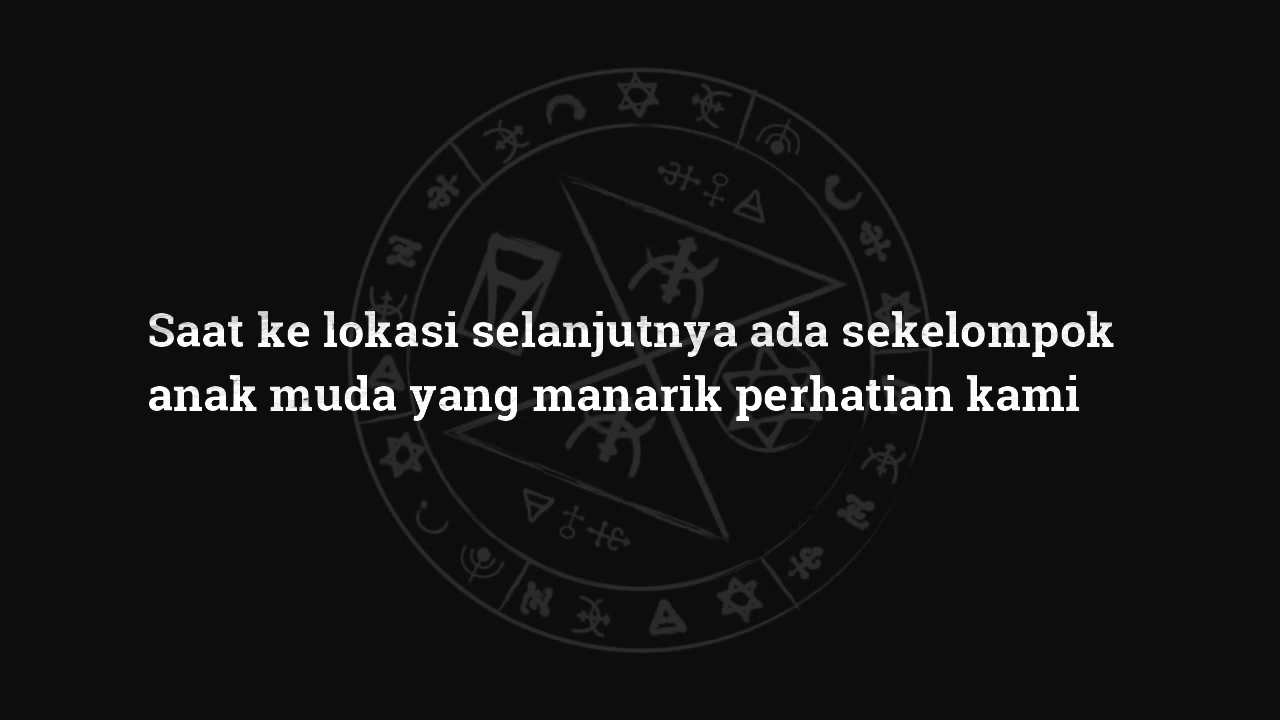 Saat ke lokasi selanjutnya ada sekelompok
anak muda yang manarik perhatian kami